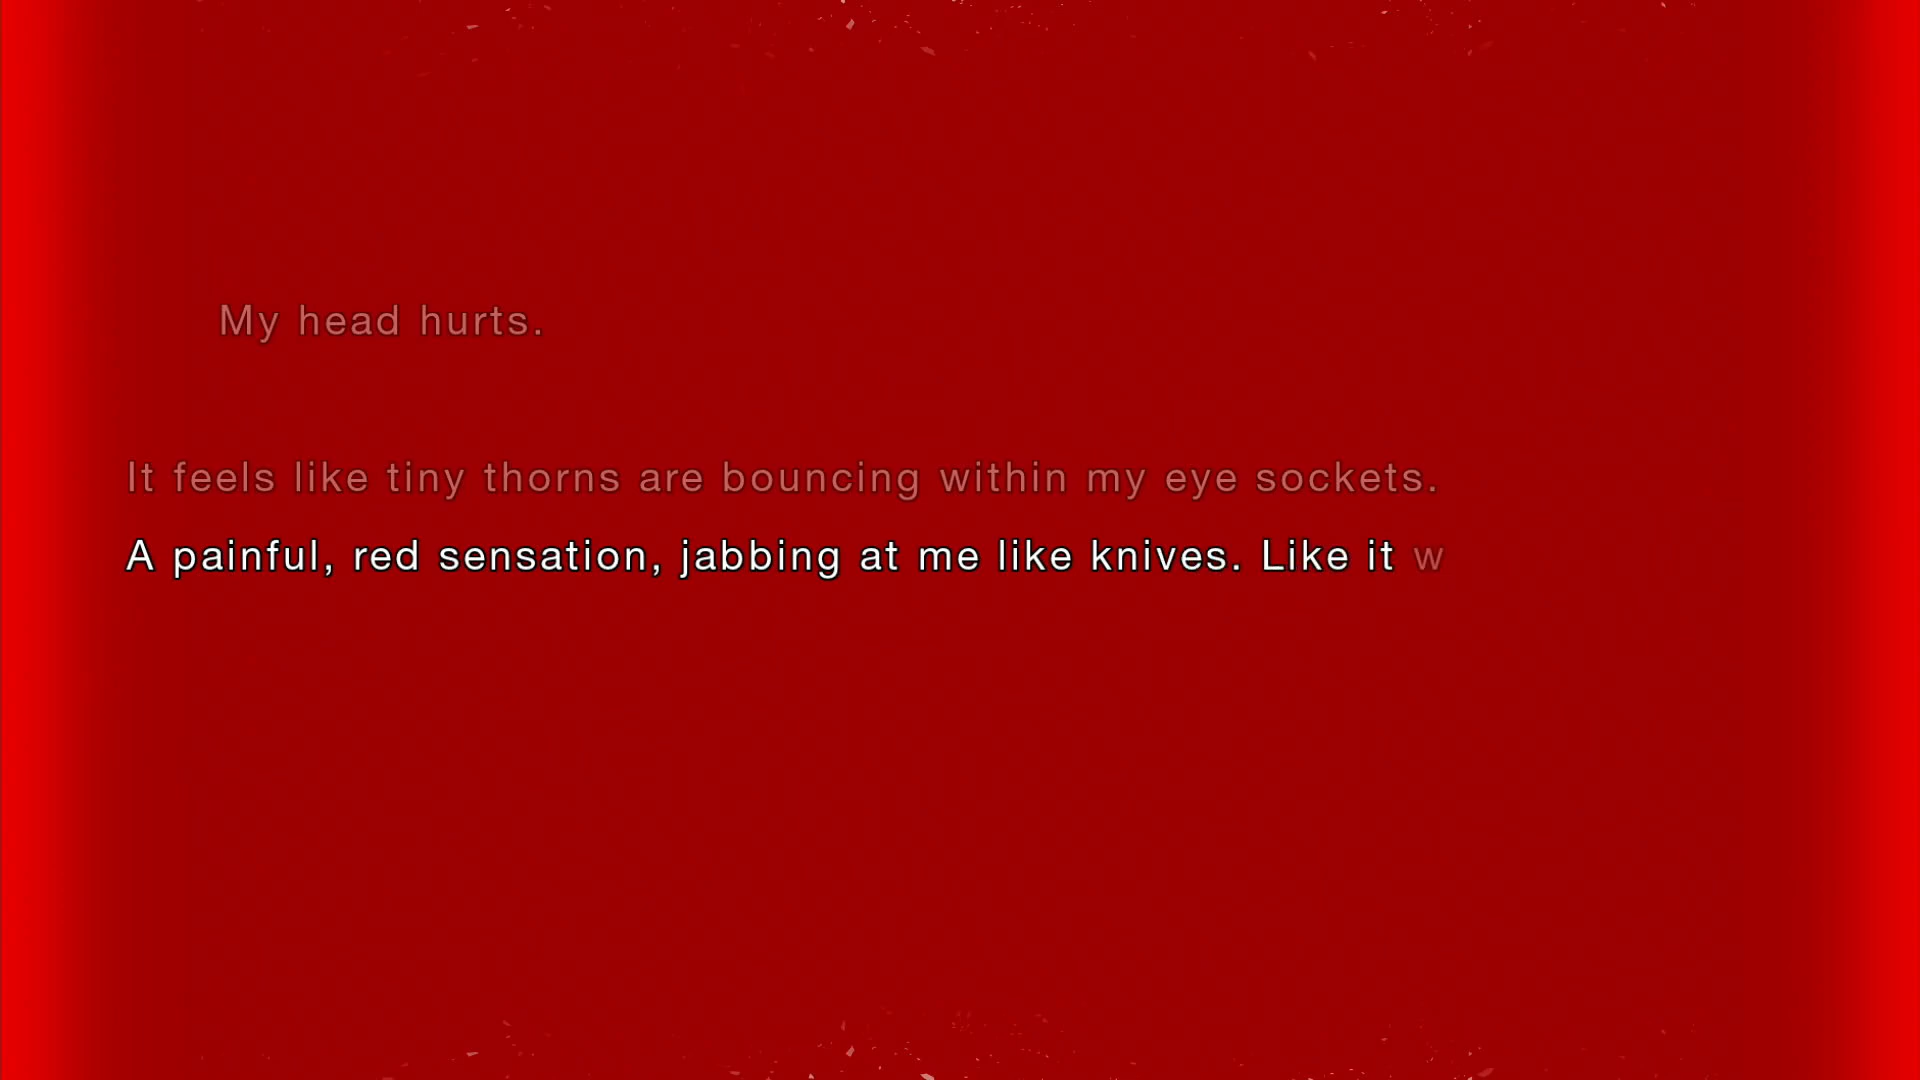 My head hurts.
It feels like tiny thorns are bouncing within my eye sockets.
A painful, red sensation, jabbing at me like knives. Like it w